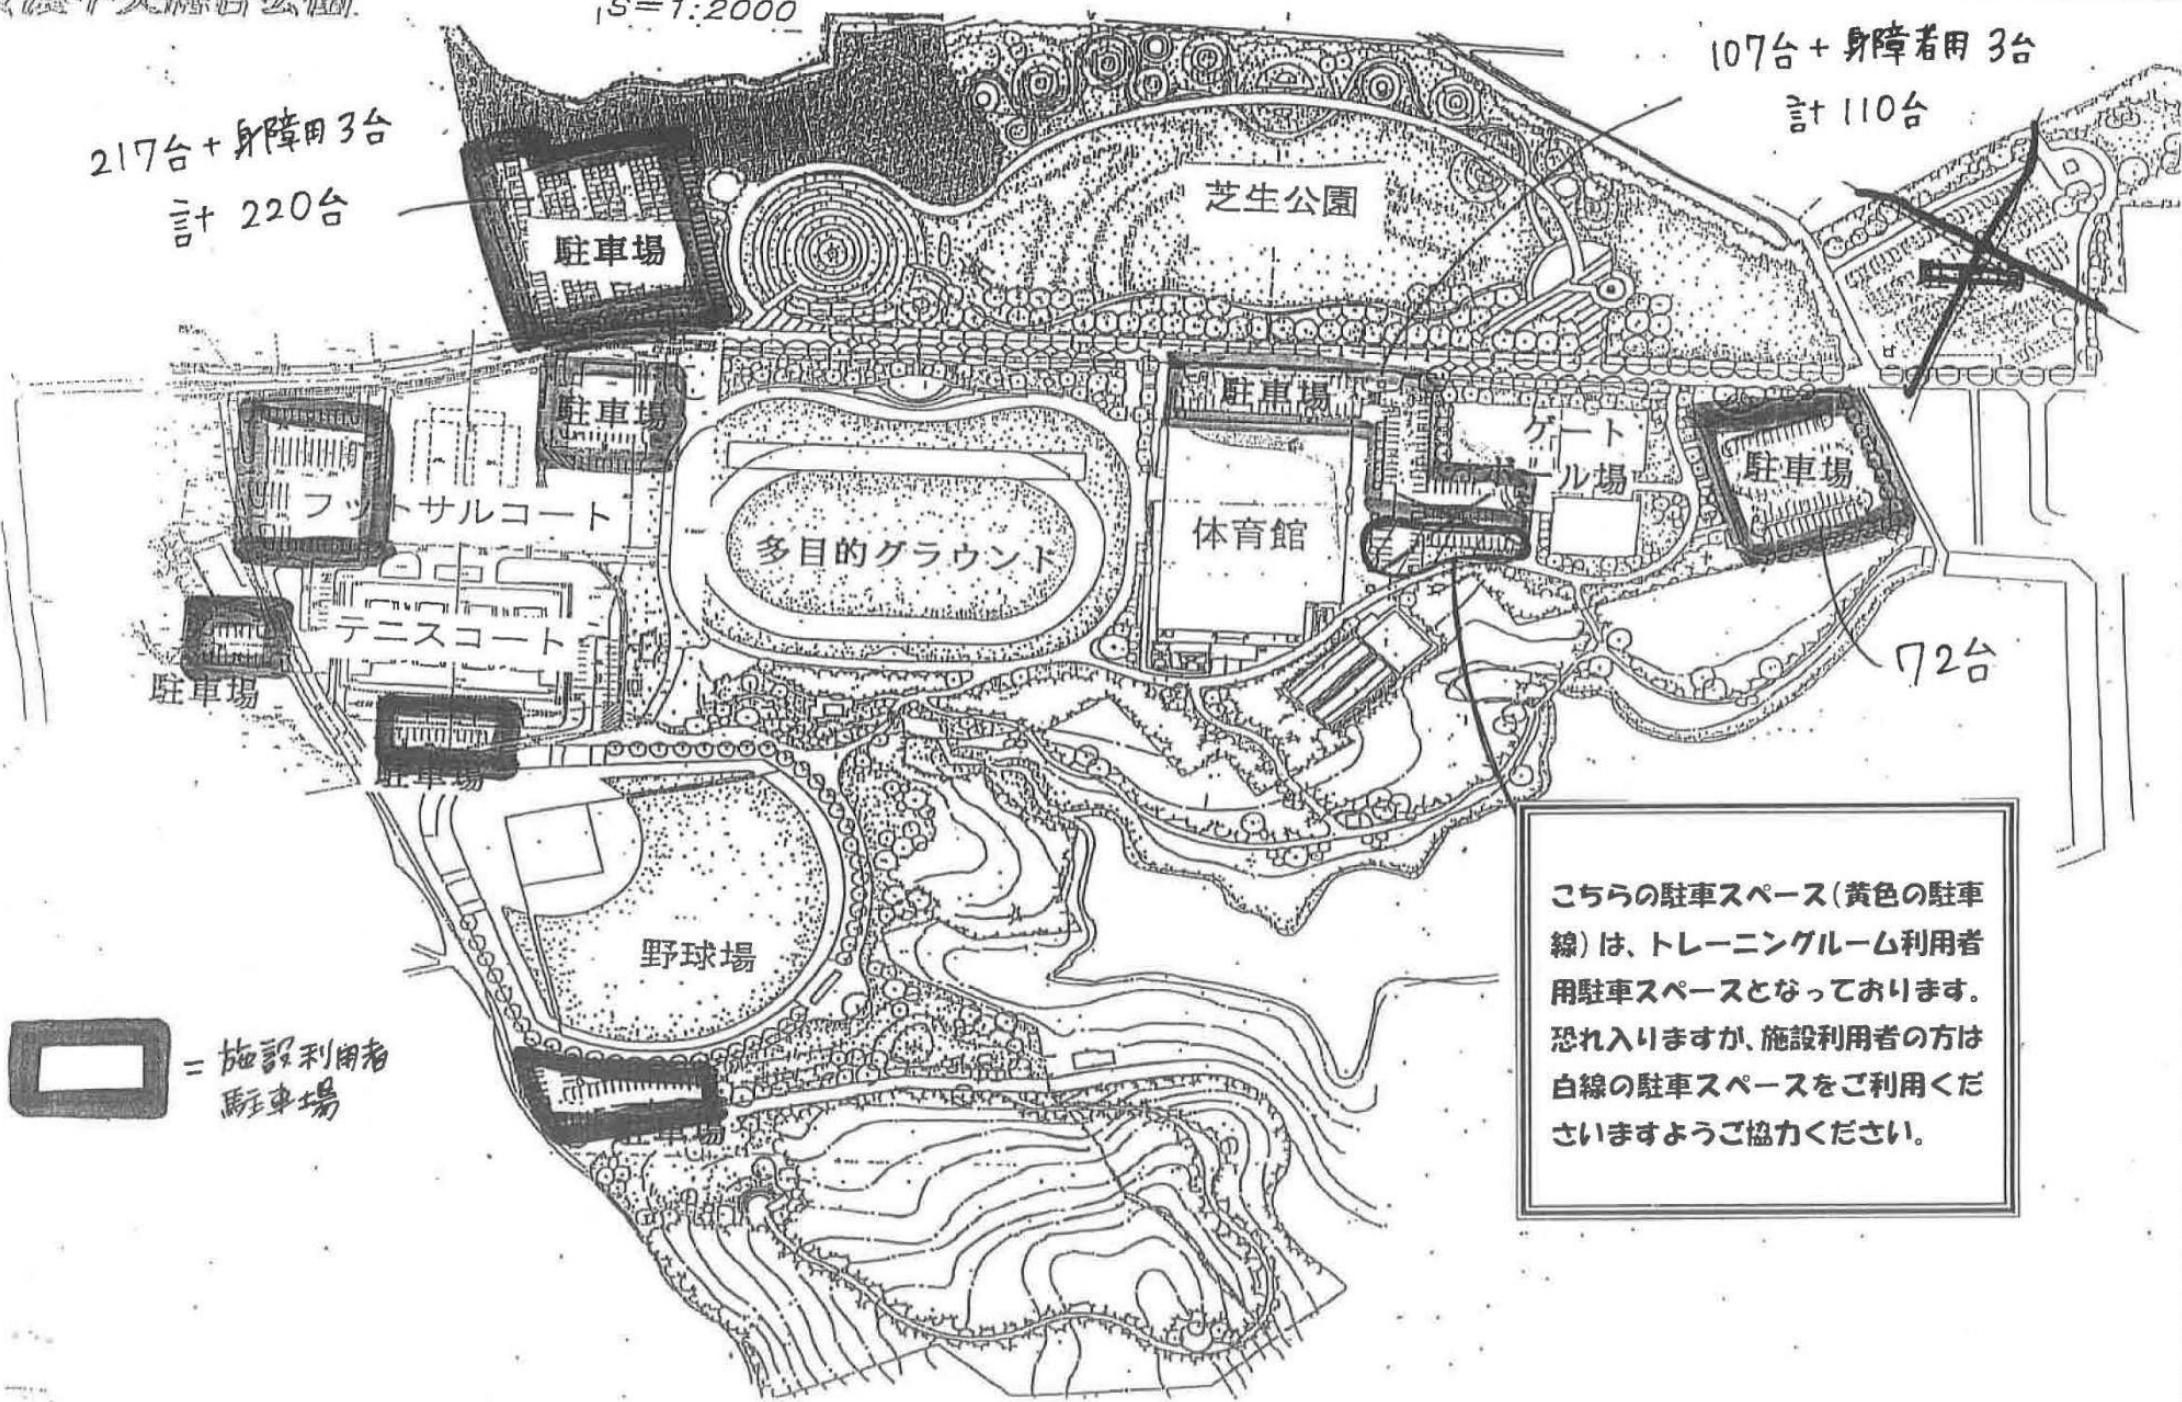 S=1:2000
107台+身障者用 3台
計 110台
217台+身障用3台
計 220台
芝生公園
駐車場
駐車場
駐車場
ゲート
ボール場
駐車場
フットサルコート
体育館
多目的グラウンド
テニスコート
72台
駐車場
駐車場
野球場
こちらの駐車スペース(黄色の駐車
線)は、トレーニングルーム利用者
用駐車スペースとなっております。
恐れ入りますが、施設利用者の方は
白線の駐車スペースをご利用くだ
さいますようご協力ください。
= 施設利用者
駐車場
駐車場